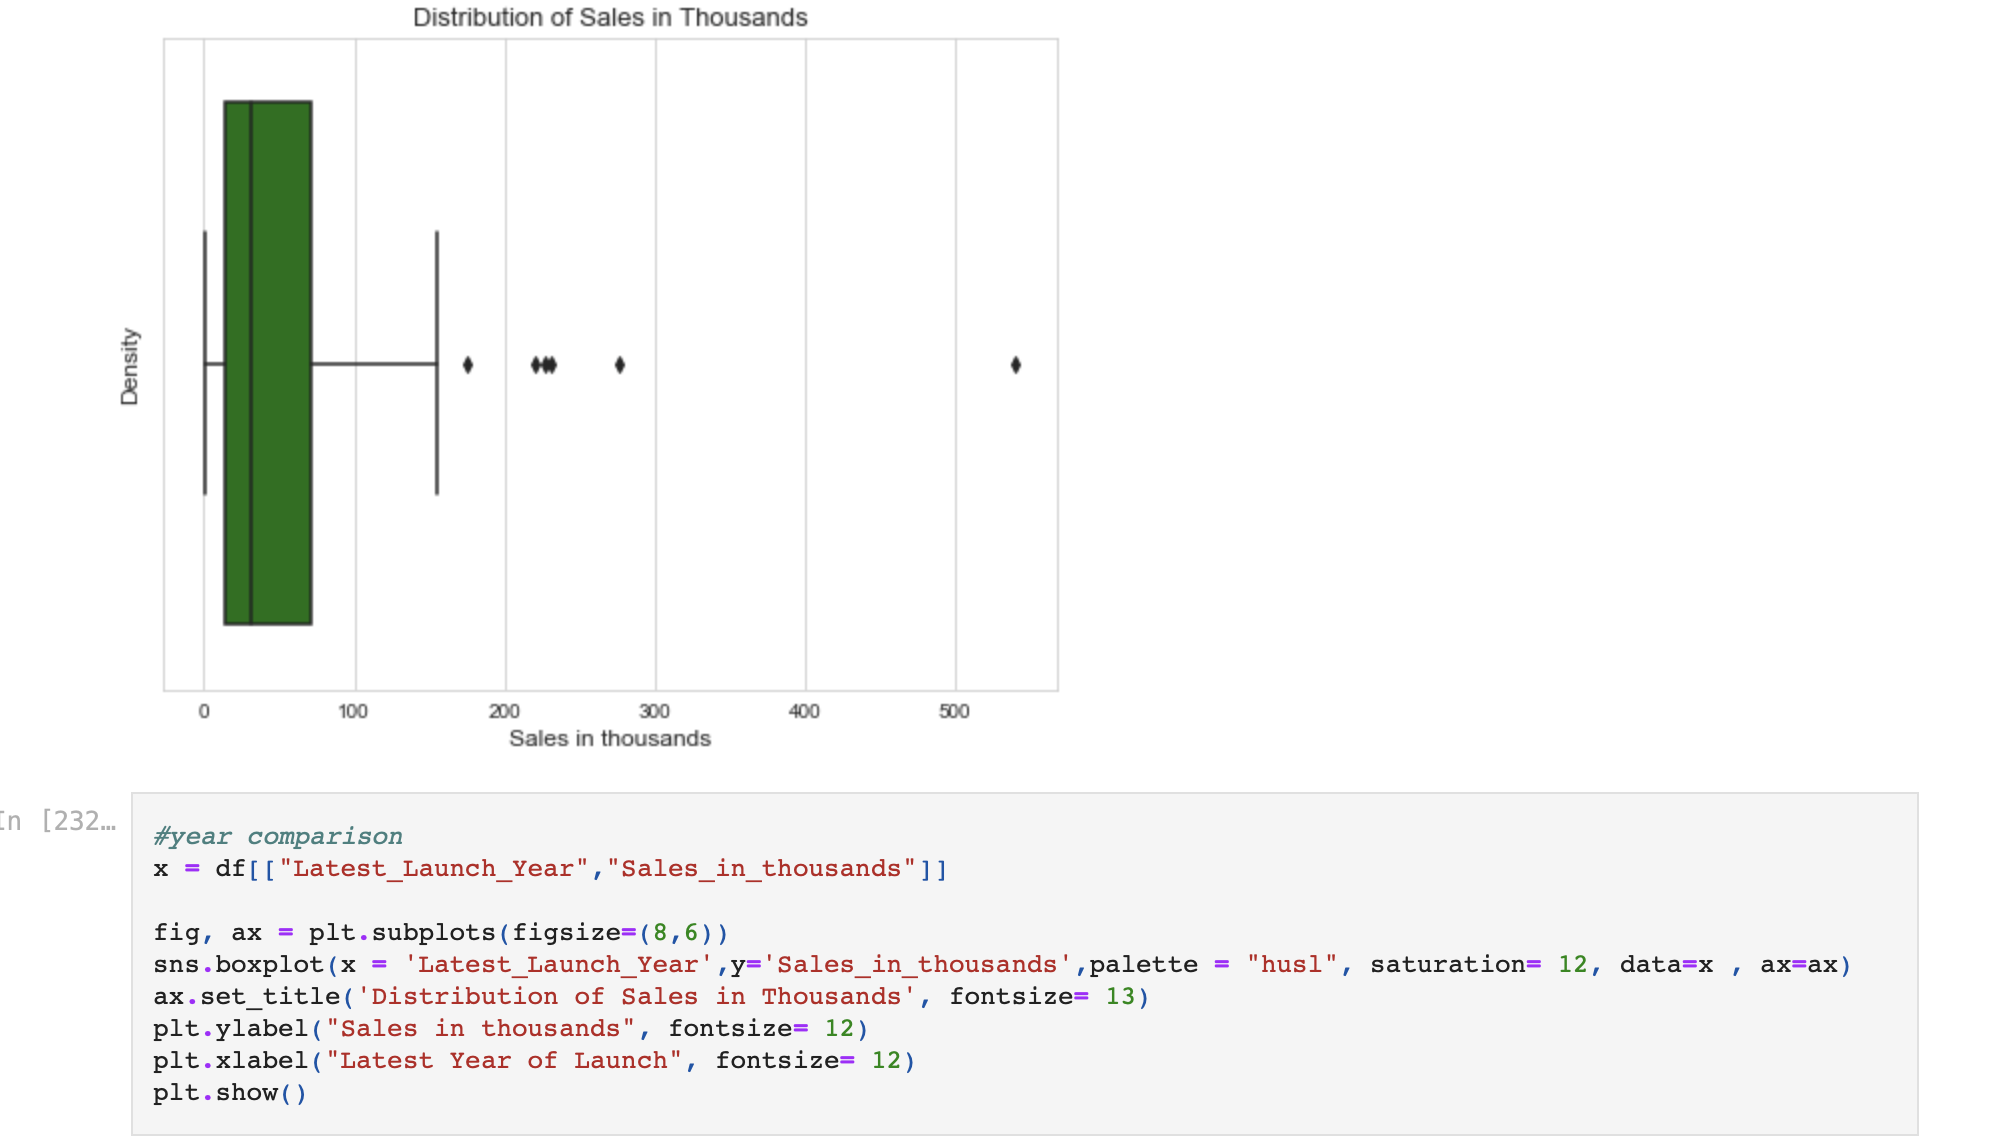 Distribution of Sales in Thousands
Density
0 100 200 300 400 500
Sales in thousands
In [232…
#year comparison
x = df[["Latest_Launch_Year","Sales_in_thousands"]]
fig, ax = plt.subplots(figsize=(8,6))
sns.boxplot(x = 'Latest_Launch_Year',y='Sales_in_thousands',palette = "husl", saturation= 12, data=x , ax=ax)
ax.set_title('Distribution of Sales in Thousands', fontsize= 13)
plt.ylabel("Sales in thousands", fontsize= 12)
plt.xlabel("Latest Year of Launch", fontsize= 12)
plt.show()